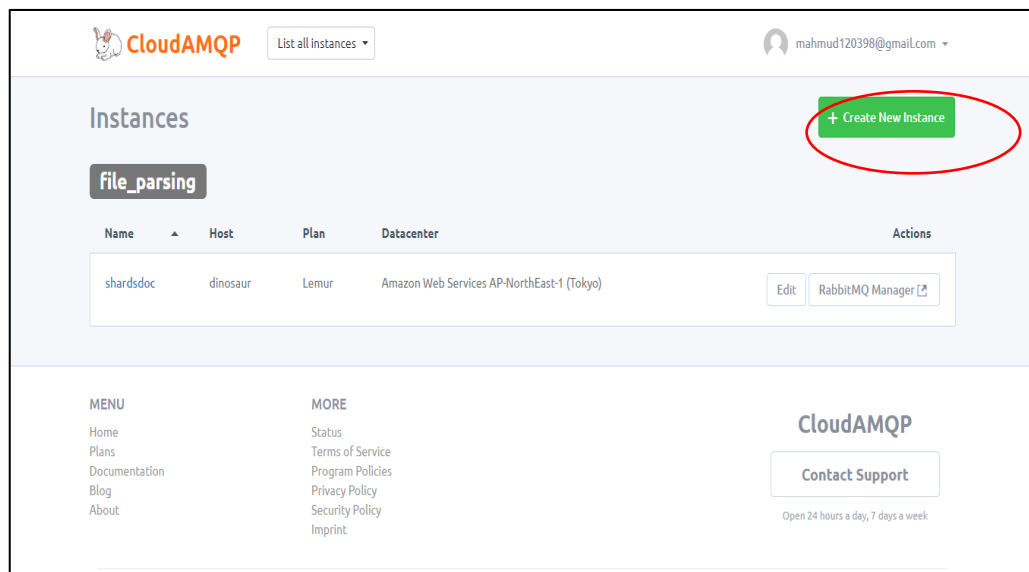 CloudAMQP
List all instances
mahmud120398@gmail.com
Instances
+ Create New Instance
file_parsing
Name Host Plan Datacenter Actions
shardsdoc dinosaur Lemur Amazon Web Services AP-NorthEast-1 (Tokyo) Edit RabbitMQ Manager
MENU
Home
Plans
Documentation
Blog
About
MORE
Status
Terms of Service
Program Policies
Privacy Policy
Security Policy
Imprint
CloudAMQP
Contact Support
Open 24 hours a day, 7 days a week